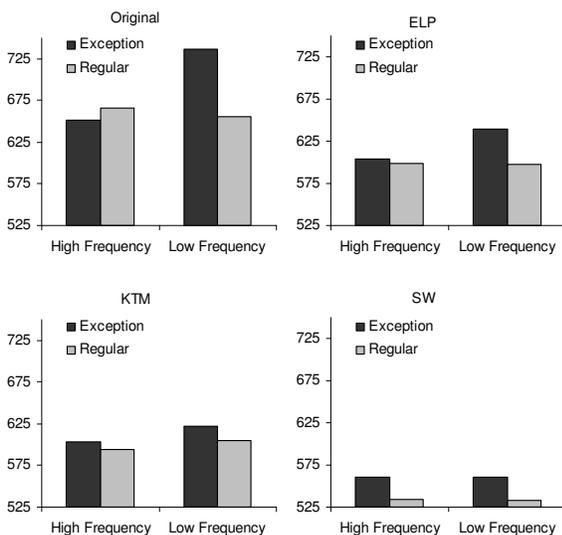 Original
Exception
Regular
725
675
625
575
525
High Frequency Low Frequency
ELP
Exception
Regular
725
675
625
575
525
High Frequency Low Frequency
KTM
Exception
Regular
725
675
625
575
525
High Frequency Low Frequency
SW
Exception
Regular
725
675
625
575
525
High Frequency Low Frequency